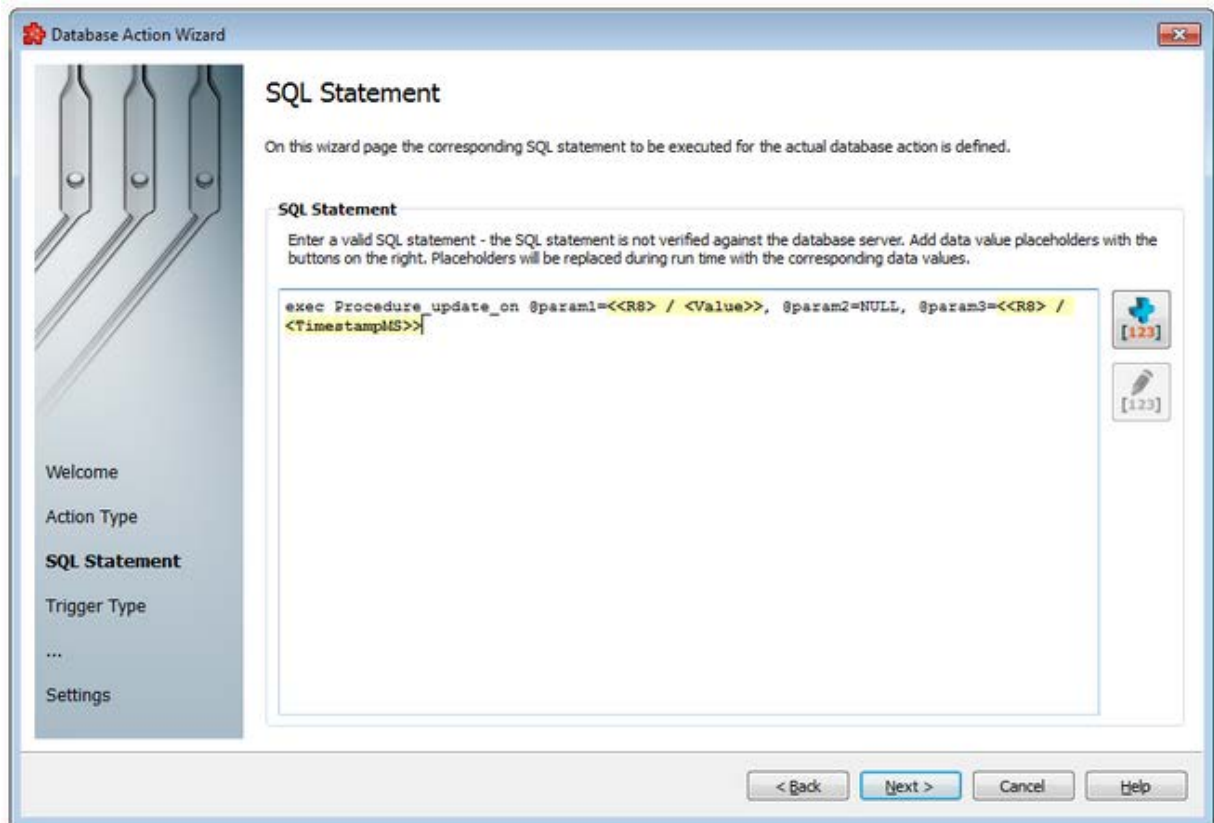 Database Action Wizard
SQL Statement
On this wizard page the corresponding SQL statement to be executed for the actual database action is defined.
SQL Statement
Enter a valid SQL statement - the SQL statement is not verified against the database server. Add data value placeholders with the
buttons on the right. Placeholders will be replaced during run time with the corresponding data values.
exec Procedure_update_on @param1=<<R8> / <Value>>, @param2=NULL, @param3=<<R8> /
<TimestampMS>>
[123]
[123]
Welcome
Action Type
SQL Statement
Trigger Type
...
Settings
< Back
Next >
Cancel
Help